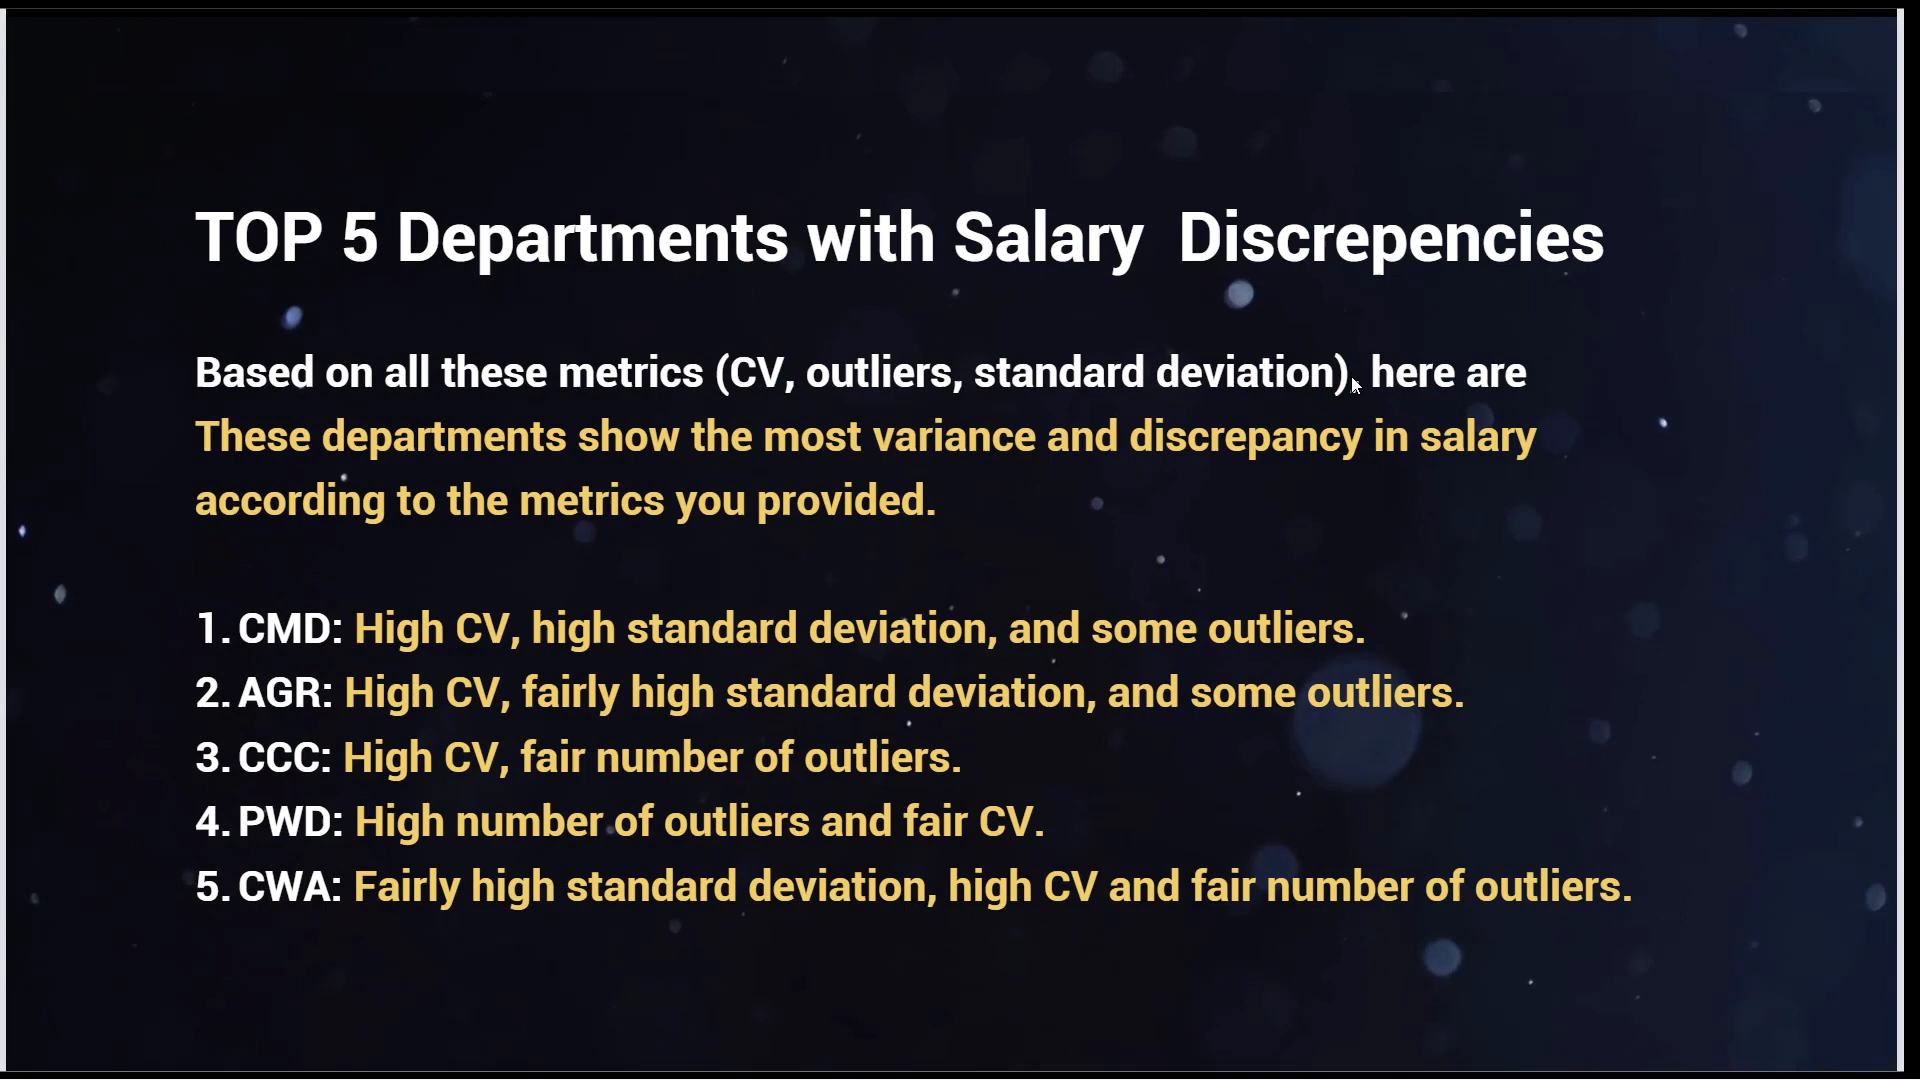 TOP 5 Departments with Salary  Discrepencies
Based on all these metrics (CV, outliers, standard deviation), here are
These departments show the most variance and discrepancy in salary
according to the metrics you provided.
1. CMD: High CV, high standard deviation, and some outliers.
2. AGR: High CV, fairly high standard deviation, and some outliers.
3. CCC: High CV, fair number of outliers.
4. PWD: High number of outliers and fair CV.
5. CWA: Fairly high standard deviation, high CV and fair number of outliers.